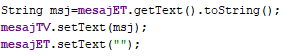 String msj=mesajET.getText().toString();
mesajTV.setText(msj);
mesajET.setText("");